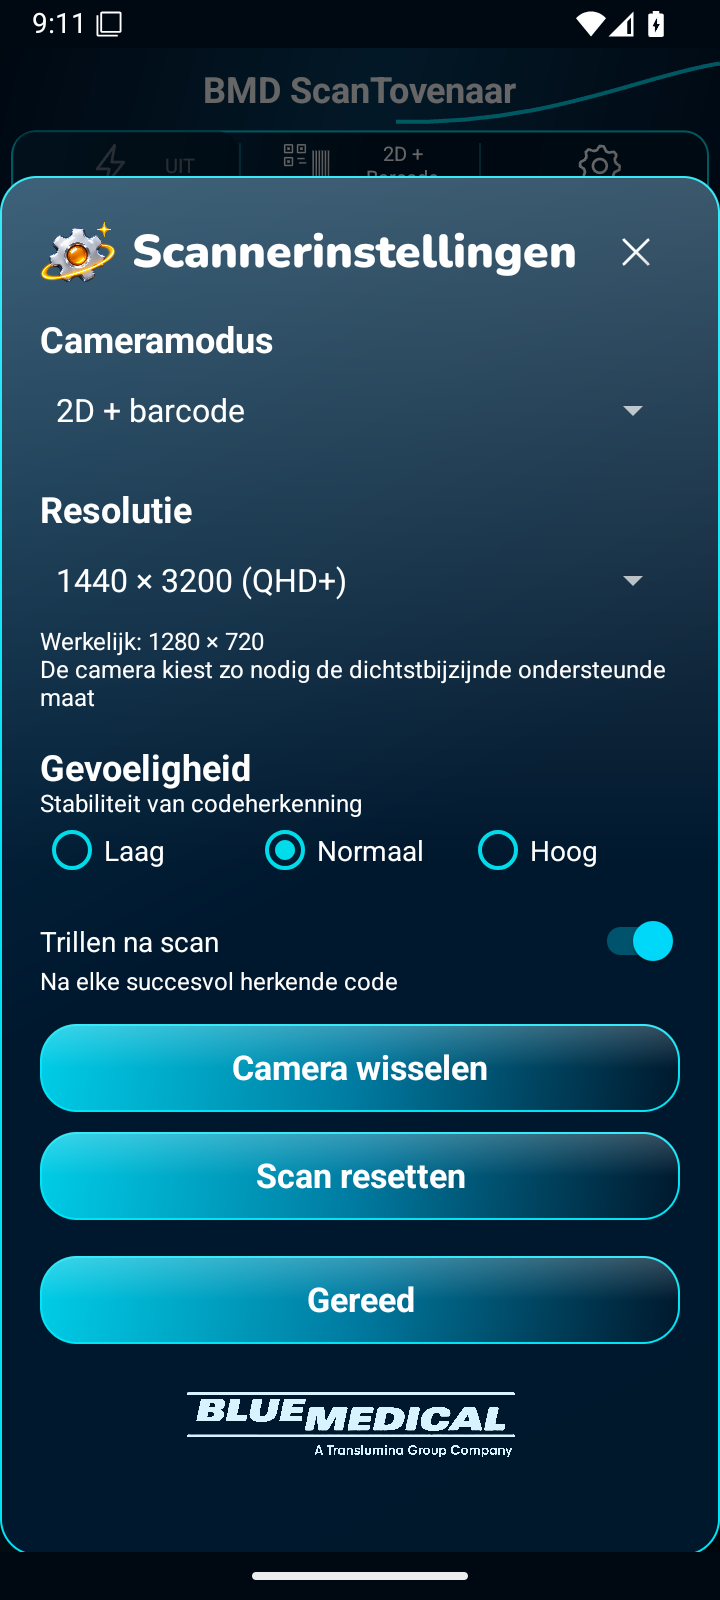 9:11
BMD ScanTovenaar
UIT
2D +
Barcode
Scannerinstellingen
Cameramodus
2D + barcode
Resolutie
1440 × 3200 (QHD+)
Werkelijk: 1280 × 720
De camera kiest zo nodig de dichtstbijzijnde ondersteunde
maat
Gevoeligheid
Stabiliteit van codeherkenning
Laag
Normaal
Hoog
Trillen na scan
Na elke succesvol herkende code
Camera wisselen
Scan resetten
Gereed
BLUEMEDICAL
A Translumina Group Company